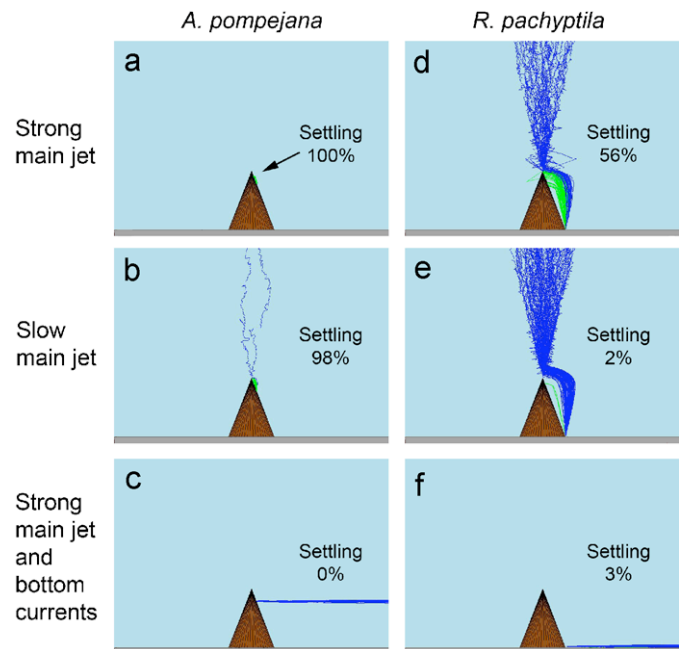 A. pompejana
R. pachyptila
Strong
main jet
a
Settling
100%
d
Settling
56%
Slow
main jet
b
Settling
98%
e
Settling
2%
Strong
main jet
and
bottom
currents
c
Settling
0%
f
Settling
3%